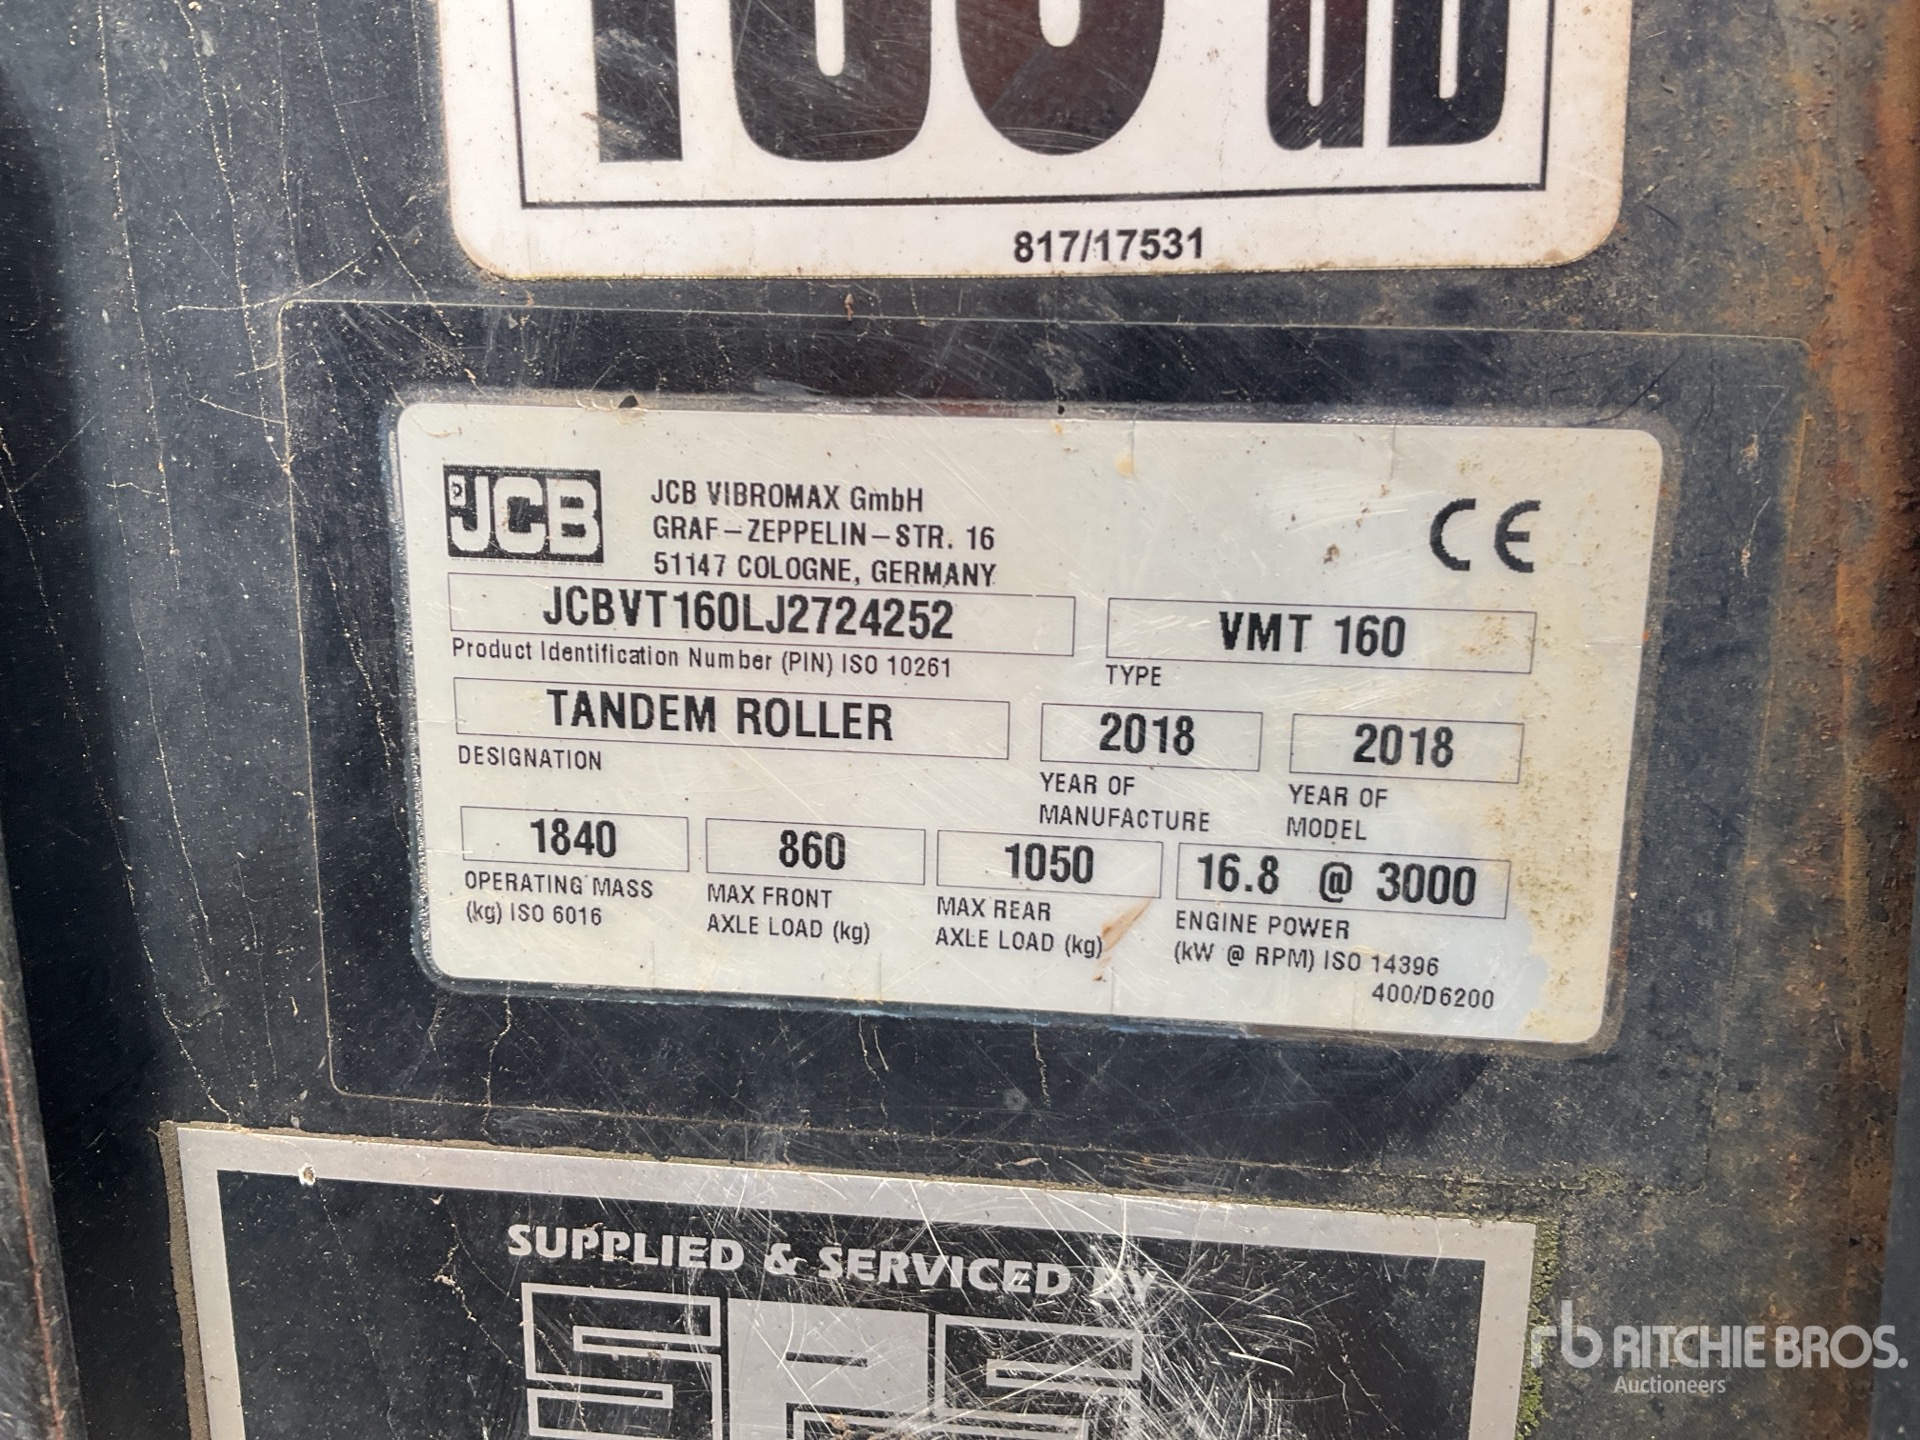 dB
817/17531
JCB
JCB VIBROMAX GmbH
GRAF-ZEPPELIN-STR. 16
51147 COLOGNE, GERMANY
CE
JCBVT160LJ2724252
Product Identification Number (PIN) ISO 10261
VMT 160
TYPE
TANDEM ROLLER
DESIGNATION
2018
YEAR OF
MANUFACTURE
2018
YEAR OF
MODEL
1840
OPERATING MASS
(kg) ISO 6016
860
MAX FRONT
AXLE LOAD (kg)
1050
MAX REAR
AXLE LOAD (kg)
16.8 @ 3000
ENGINE POWER
(kW @ RPM) ISO 14396
400/D6200
SUPPLIED & SERVICED BY
rb RITCHIE BROS.
Auctioneers